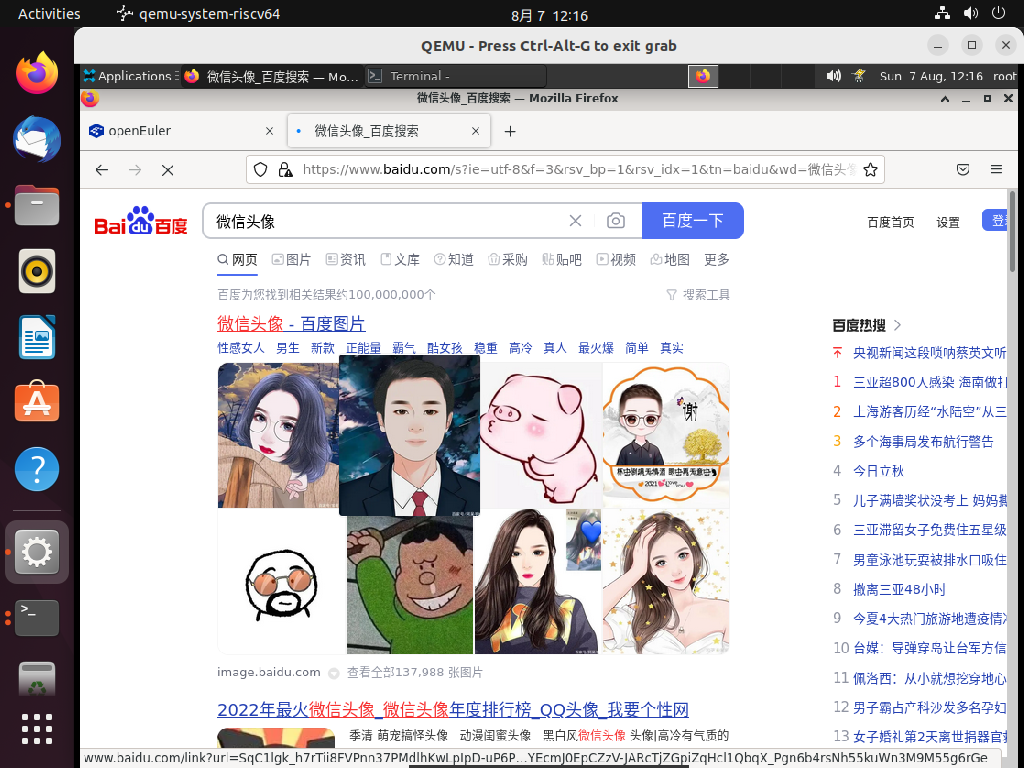 Activities
qemu-system-riscv64
8月 7 12:16
QEMU - Press Ctrl-Alt-G to exit grab
Applications
微信头像_百度搜索 — Mo...
Terminal -
Sun 7 Aug, 12:16 root
微信头像_百度搜索 — Mozilla Firefox
openEuler
微信头像_百度搜索
https://www.baidu.com/s?ie=utf-8&f=3&rsv_bp=1&rsv_idx=1&tn=baidu&wd=微信头
Bai du 百度
微信头像
百度一下
百度首页 设置 登
网页 图片 资讯 文库 知道 采购 贴吧 视频 地图 更多
百度为您找到相关结果约100,000,000个
搜索工具
微信头像 - 百度图片
性感女人 男生 新款 正能量 霸气 酷女孩 稳重 高冷 真人 最火爆 简单 真实
谢
2021 Love
image.baidu.com 查看全部137,988 张图片
2022年最火微信头像_微信头像年度排行榜_QQ头像_我要个性网
季清 萌宠搞怪头像 动漫闺蜜头像 黑白风微信头像 头像|高冷有气质的
百度热搜
央视新闻这段唢呐蔡英文听
1 三亚超800人感染 海南做
2 上海游客历经“水陆空”从三
3 多个海事局发布航行警告
4 今日立秋
5 儿子满墙奖状没考上 妈妈
6 三亚滞留女子免费住五星级
7 男童泳池玩耍被排水口吸住
8 撤离三亚48小时
9 今夏4大热门旅游地遭疫情
10 台媒：导弹穿岛让台军方信
11 佩洛西：从小就想挖穿地心
12 男子霸占产科沙发多名孕妇
13 女子婚礼第2天离世捐器官